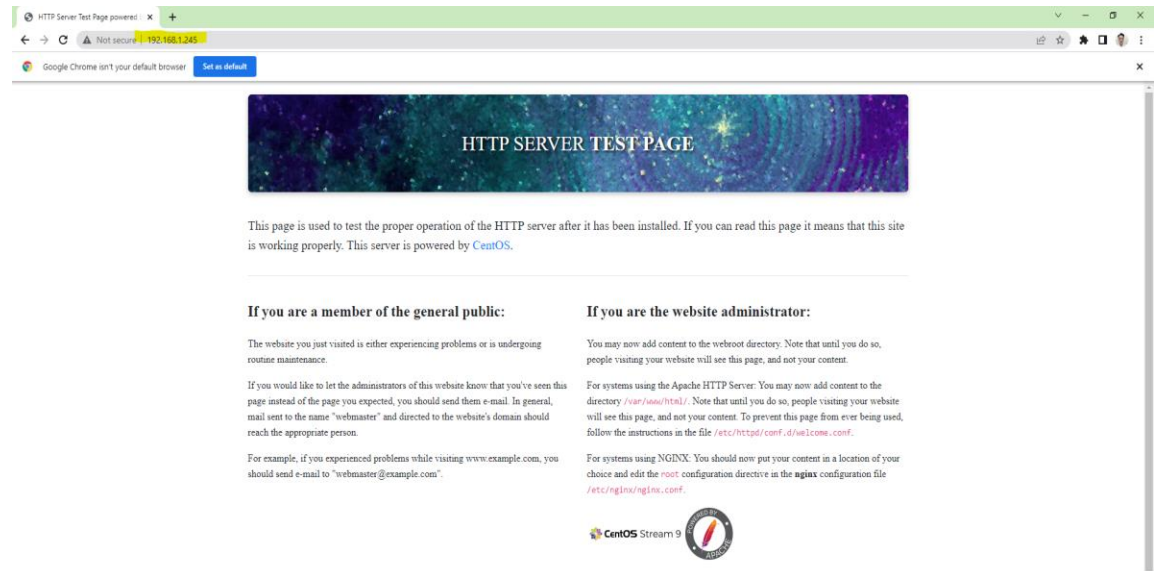 HTTP Server Test Page powered
Not secure | 192.168.1.245
Google Chrome isn't your default browser Set as default
HTTP SERVER TEST PAGE
This page is used to test the proper operation of the HTTP server after it has been installed. If you can read this page it means that this site
is working properly. This server is powered by CentOS.
If you are a member of the general public:
The website you just visited is either experiencing problems or is undergoing
routine maintenance.
If you would like to let the administrators of this website know that you've seen this
page instead of the page you expected, you should send them e-mail. In general,
mail sent to the name "webmaster" and directed to the website's domain should
reach the appropriate person.
For example, if you experienced problems while visiting www.example.com, you
should send e-mail to "webmaster@example.com".
If you are the website administrator:
You may now add content to the webroot directory. Note that until you do so,
people visiting your website will see this page, and not your content.
For systems using the Apache HTTP Server: You may now add content to the
directory /var/www/html/. Note that until you do so, people visiting your website
will see this page, and not your content. To prevent this page from ever being used,
follow the instructions in the file /etc/httpd/conf.d/welcome.conf.
For systems using NGINX: You should now put your content in a location of your
choice and edit the root configuration directive in the nginx configuration file
/etc/nginx/nginx.conf.
CentOS Stream 9
POWERED BY
APACHE